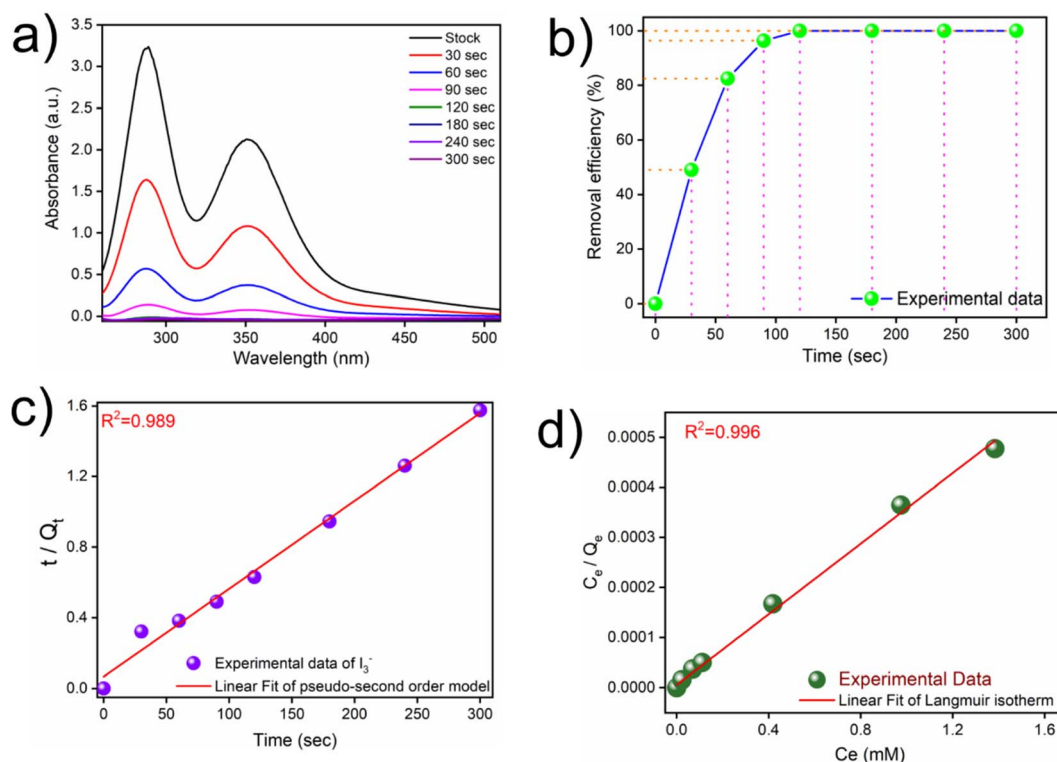 a)
3.5
3.0
2.5
2.0
1.5
1.0
0.5
0.0
Absorbance (a.u.)
300
350
400
450
500
Wavelength (nm)
Stock
30 sec
60 sec
90 sec
120 sec
180 sec
240 sec
300 sec
b)
100
80
60
40
20
0
Removal efficiency (%)
0
50
100
150
200
250
300
Time (sec)
Experimental data
c)
R²=0.989
1.6
1.2
0.8
0.4
0.0
t / Qₜ
0
50
100
150
200
250
300
Time (sec)
Experimental data of I₃⁻
Linear Fit of pseudo-second order model
d)
R²=0.996
0.0005
0.0004
0.0003
0.0002
0.0001
0.0000
Cₑ / Qₑ
0.0
0.4
0.8
1.2
1.6
Ce (mM)
Experimental Data
Linear Fit of Langmuir isotherm